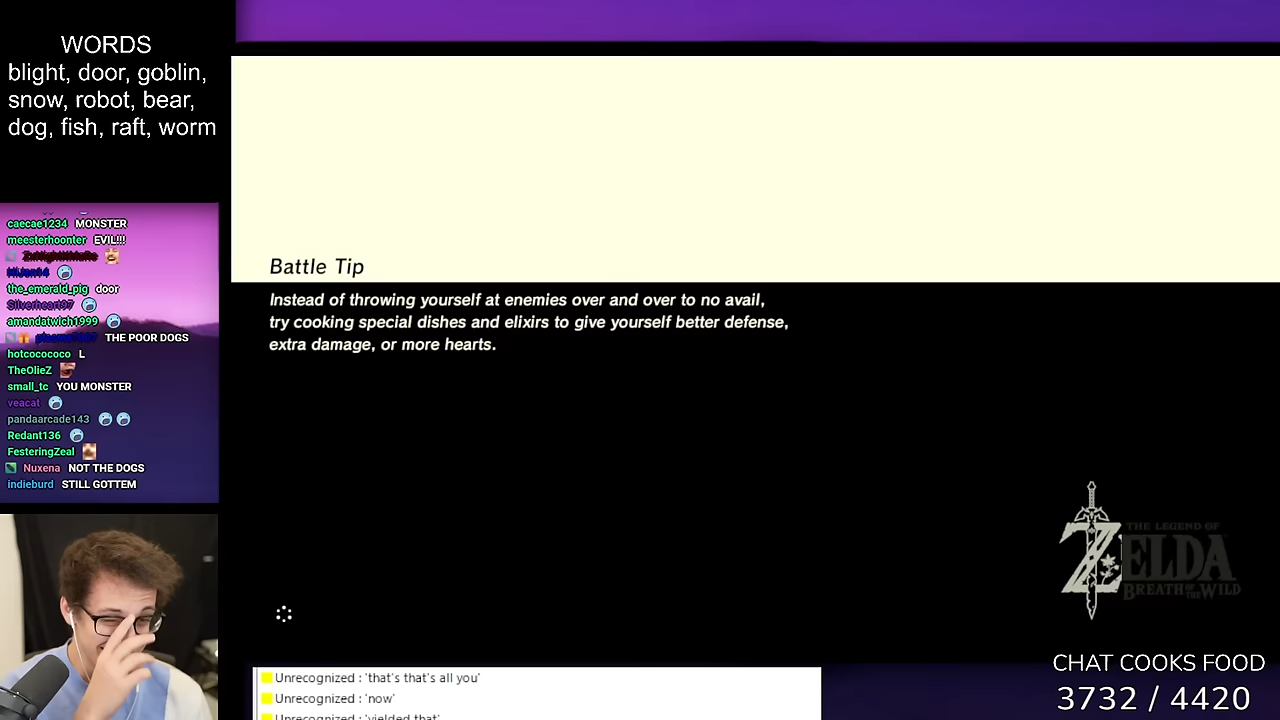 WORDS
blight, door, goblin,
snow, robot, bear,
dog, fish, raft, worm
caecae1234 MONSTER
meesterhoonter EVIL!!!
the_emerald_pig door
Silverheart97
amandatwich1999
THE POOR DOGS
hotcocococo L
TheOlieZ
small_tc YOU MONSTER
veacat
pandaarcade143
Redant136
FesteringZeal
Nuxena NOT THE DOGS
indieburd STILL GOTTEM
Battle Tip
Instead of throwing yourself at enemies over and over to no avail,
try cooking special dishes and elixirs to give yourself better defense,
extra damage, or more hearts.
THE LEGEND OF
ZELDA
BREATH OF THE WILD
CHAT COOKS FOOD
3732 / 4420
Unrecognized : 'that's that's all you'
Unrecognized : 'now'
Unrecognized : 'yielded that'